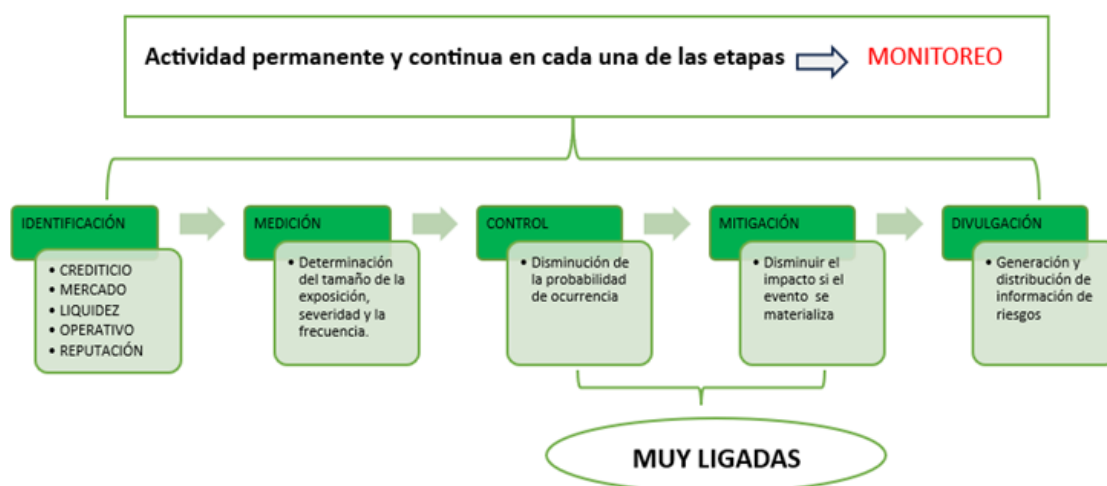 Actividad permanente y continua en cada una de las etapas MONITOREO
IDENTIFICACIÓN
• CREDITICIO
• MERCADO
• LIQUIDEZ
• OPERATIVO
• REPUTACIÓN
MEDICIÓN
• Determinación
del tamaño de la
exposición,
severidad y la
frecuencia.
CONTROL
• Disminución de
la probabilidad
de ocurrencia
MITIGACIÓN
• Disminuir el
impacto si el
evento se
materializa
DIVULGACIÓN
• Generación y
distribución de
información de
riesgos
MUY LIGADAS